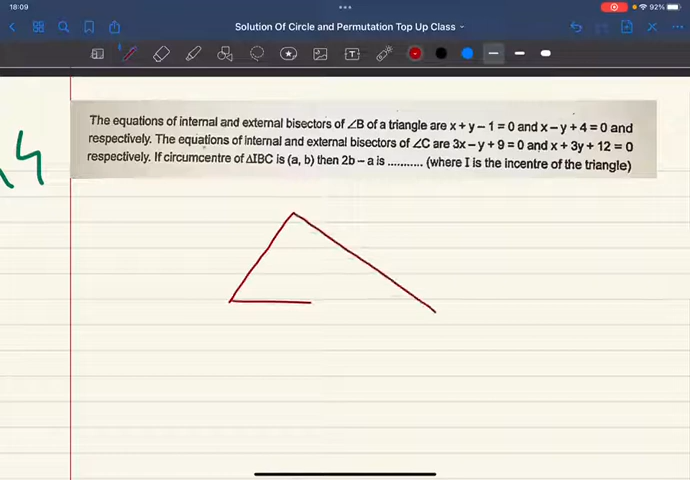 18:09
92%
Solution Of Circle and Permutation Top Up Class
The equations of internal and external bisectors of ∠B of a triangle are x + y – 1 = 0 and x – y + 4 = 0 and
respectively. The equations of internal and external bisectors of ∠C are 3x – y + 9 = 0 and x + 3y + 12 = 0
respectively. If circumcentre of ΔIBC is (a, b) then 2b – a is ........... (where I is the incentre of the triangle)